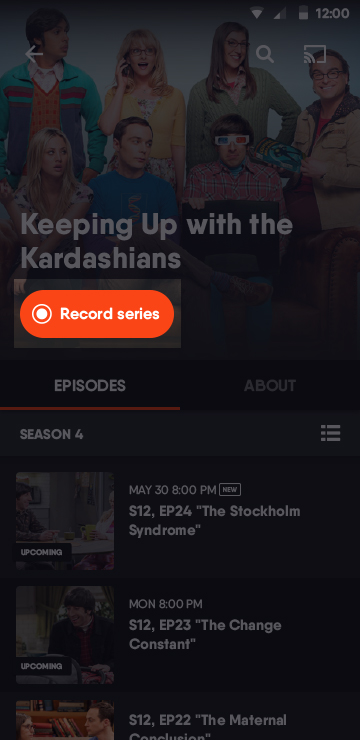 12:00
Keeping Up with the
Kardashians
Record series
EPISODES
ABOUT
SEASON 4
MAY 30 8:00 PM NEW
S12, EP24 "The Stockholm
Syndrome"
UPCOMING
MON 8:00 PM
S12, EP23 "The Change
Constant"
UPCOMING
S12, EP22 "The Maternal
Conclusion"